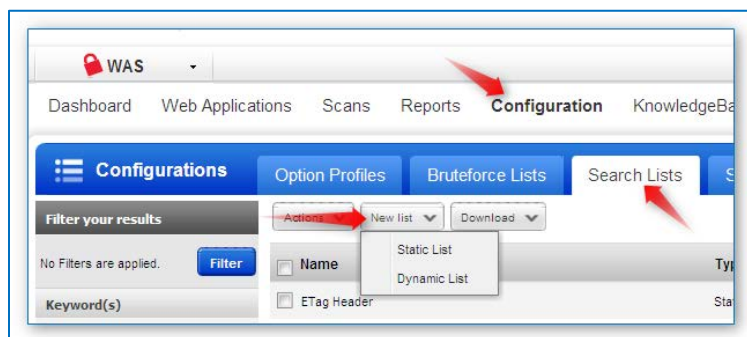 WAS
Dashboard Web Applications Scans Reports Configuration KnowledgeBa
Configurations Option Profiles Bruteforce Lists Search Lists S
Filter your results Actions New list Download
No Filters are applied. Filter
Static List
Dynamic List
Name Typ
Keyword(s) ETag Header Sta